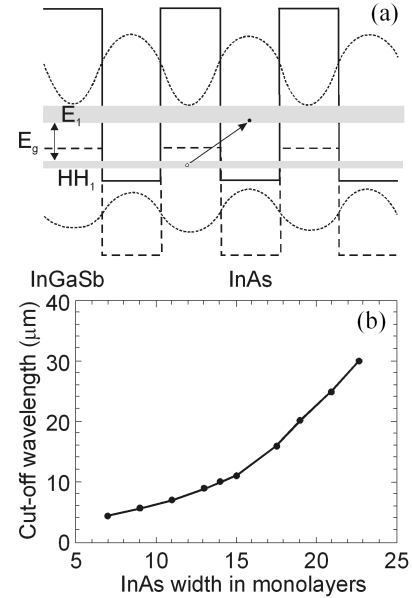 (a)
E1
Eg
HH1
InGaSb InAs
(b)
Cut-off wavelength (μm)
40
30
20
10
0
5 10 15 20 25
InAs width in monolayers